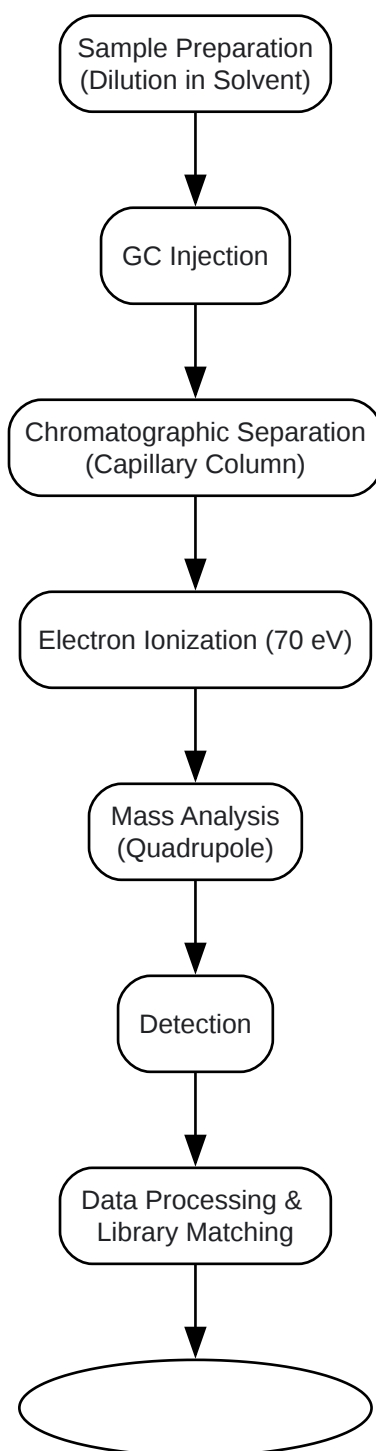 Sample Preparation
(Dilution in Solvent)
GC Injection
Chromatographic Separation
(Capillary Column)
Electron Ionization (70 eV)
Mass Analysis
(Quadrupole)
Detection
Data Processing &
Library Matching